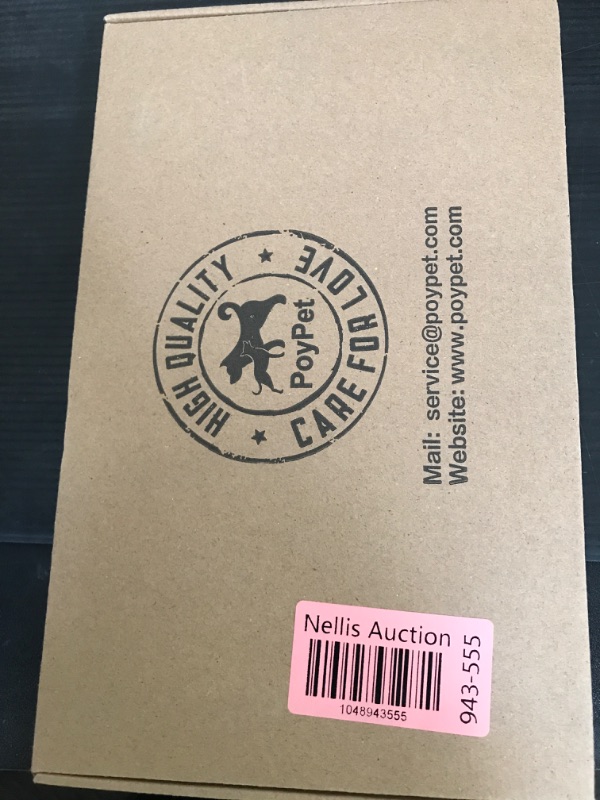 HIGH QUALITY
PoyPet
CARE FOR LOVE
Mail: service@poypet.com
Website: www.poypet.com
Nellis Auction
1048943555
943-555